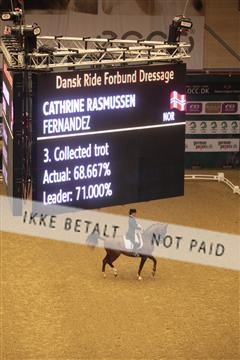 Dansk Ride Forbund Dressage
CATHRINE RASMUSSEN
FERNANDEZ
NOR
3. Collected trot
Actual: 68.667%
Leader: 71.000%
IKKE BETALT / NOT PAID